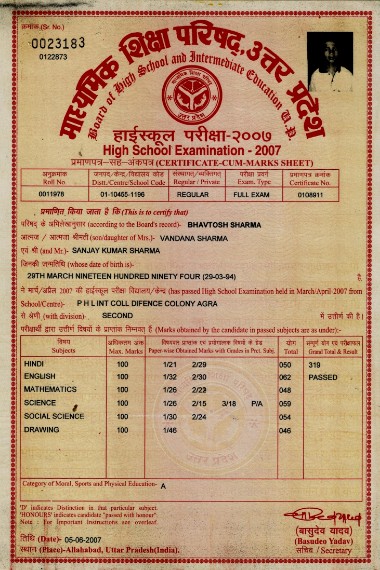 क्रमांक (Sr. No.)
0023183
0122873
माध्यमिक शिक्षा परिषद, उत्तर प्रदेश
Board of High School and Intermediate Education U.P.
हाईस्कूल परीक्षा-२००७
High School Examination - 2007
प्रमाणपत्र-सह-अंकपत्र (CERTIFICATE-CUM-MARKS SHEET)
अनुक्रमांक जनपद/केन्द्र/विद्यालय कोड संस्थागत/व्यक्तिगत परीक्षा प्रवर्ग प्रमाणपत्र क्रमांक
Roll No Distt./Centre/School Code Regular / Private Exam. Type Certificate No.
0011978 01-10455-1196 REGULAR FULL EXAM 0108911
प्रमाणित किया जाता है कि (This is to certify that)
परिषद के अभिलेखानुसार (according to the Board's record)- BHAVTOSH SHARMA
आत्मज / आत्मजा श्रीमती (son/daughter of Mrs.)- VANDANA SHARMA
एवं श्री (and Mr.)- SANJAY KUMAR SHARMA
जिनकी जन्मतिथि (whose date of birth is)-
29TH MARCH NINETEEN HUNDRED NINETY FOUR (29-03-94) है,
ने मार्च/अप्रैल 2007 की हाईस्कूल परीक्षा विद्यालय/केन्द्र (has passed High School Examination held in March/April-2007 from
School/Centre)- P H L INT COLL DIFENCE COLONY AGRA
से श्रेणी (with division)- SECOND में उत्तीर्ण की है।
परीक्षार्थी द्वारा उत्तीर्ण विषयों के प्राप्तांक निम्नवत् हैं (Marks obtained by the candidate in passed subjects are as under):-
विषय अधिकतम अंक योग
Subjects Max. Marks Paper-wise Obtained Marks with Grades in Pract. Subj. Total Grand Total & Result
HINDI 100 1/21 2/29 050 319
ENGLISH 100 1/32 2/30 062 PASSED
MATHEMATICS 100 1/26 2/22 048
SCIENCE 100 1/26 2/15 3/18 P/A 059
SOCIAL SCIENCE 100 1/30 2/24 054
DRAWING 100 1/46 046
उत्तर प्रदेश
Category of Moral, Sports and Physical Education- A
'D' indicates Distinction in that particular subject.
'HONOURS' indicates candidate "passed with honour".
Note : For Important Instructions see overleaf
तिथि (Date)- 05-06-2007
स्थान (Place)-Allahabad, Uttar Pradesh(India).
(बासुदेव यादव)
(Basudeo Yadav)
सचिव / Secretary